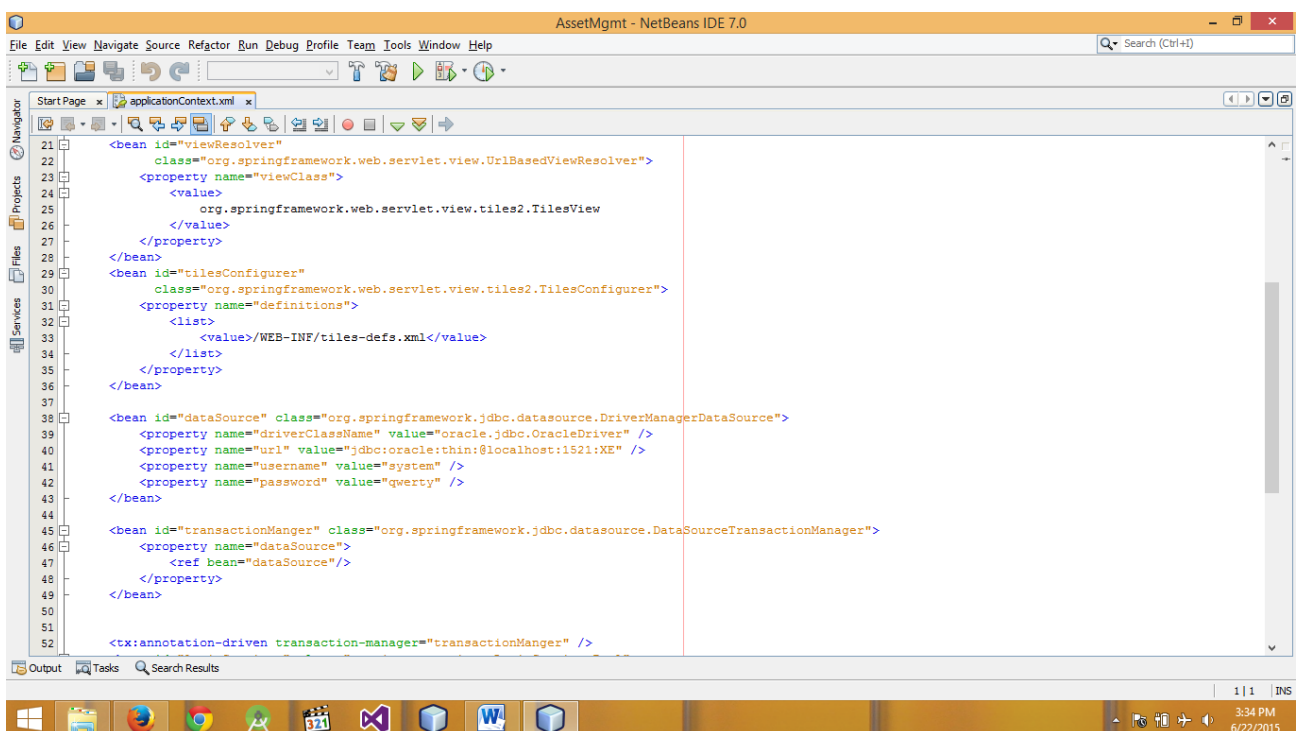 AssetMgmt - NetBeans IDE 7.0
File Edit View Navigate Source Refactor Run Debug Profile Team Tools Window Help
Search (Ctrl+I)
Start Page x applicationContext.xml x
Navigator
Projects
Files
Services
21 <bean id="viewResolver"
22 class="org.springframework.web.servlet.view.UrlBasedViewResolver">
23 <property name="viewClass">
24 <value>
25 org.springframework.web.servlet.view.tiles2.TilesView
26 </value>
27 </property>
28 </bean>
29 <bean id="tilesConfigurer"
30 class="org.springframework.web.servlet.view.tiles2.TilesConfigurer">
31 <property name="definitions">
32 <list>
33 <value>/WEB-INF/tiles-defs.xml</value>
34 </list>
35 </property>
36 </bean>
37
38 <bean id="dataSource" class="org.springframework.jdbc.datasource.DriverManagerDataSource">
39 <property name="driverClassName" value="oracle.jdbc.OracleDriver" />
40 <property name="url" value="jdbc:oracle:thin:@localhost:1521:XE" />
41 <property name="username" value="system" />
42 <property name="password" value="qwerty" />
43 </bean>
44
45 <bean id="transactionManger" class="org.springframework.jdbc.datasource.DataSourceTransactionManager">
46 <property name="dataSource">
47 <ref bean="dataSource"/>
48 </property>
49 </bean>
50
51
52 <tx:annotation-driven transaction-manager="transactionManger" />
Output Tasks Search Results
1|1 INS
321
W
3:34 PM
6/22/2015